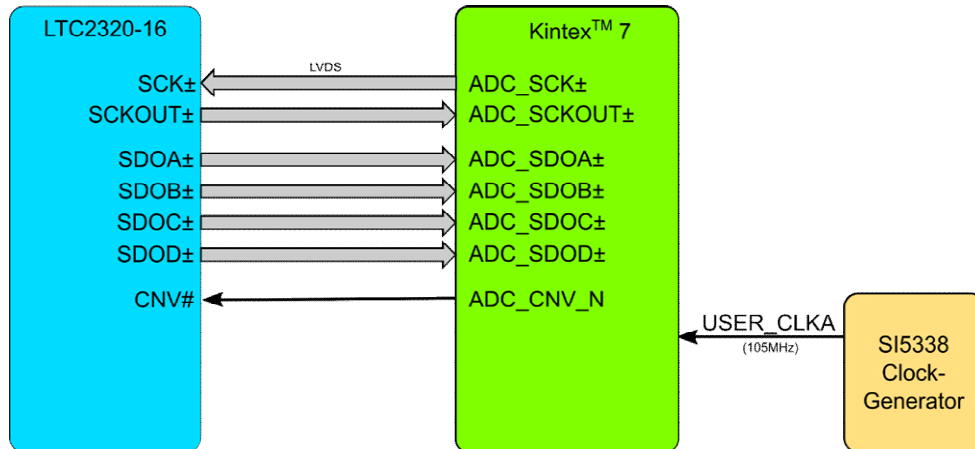 LTC2320-16
Kintex™ 7
LVDS
SCK±
ADC_SCK±
SCKOUT±
ADC_SCKOUT±
SDOA±
ADC_SDOA±
SDOB±
ADC_SDOB±
SDOC±
ADC_SDOC±
SDOD±
ADC_SDOD±
CNV#
ADC_CNV_N
USER_CLKA
(105MHz)
SI5338
Clock-
Generator